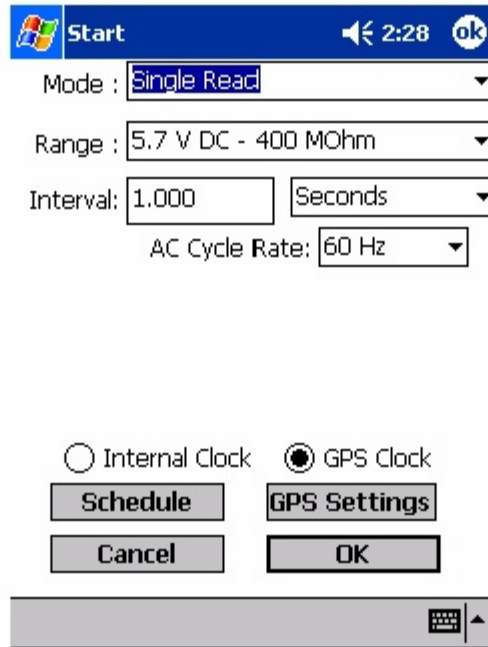 Start 2:28 ok
Mode : Single Read
Range : 5.7 V DC - 400 MOhm
Interval: 1.000 Seconds
AC Cycle Rate: 60 Hz
Internal Clock GPS Clock
Schedule GPS Settings
Cancel OK